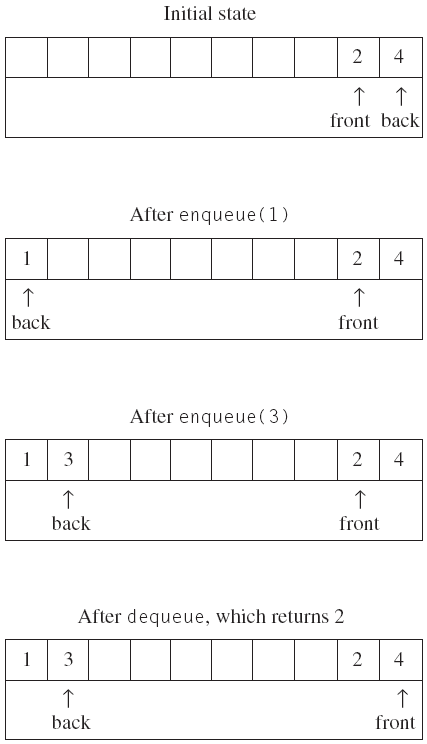 Initial state
2 4
↑ ↑
front back
After enqueue(1)
1 2 4
↑ ↑
back front
After enqueue(3)
1 3 2 4
↑ ↑
back front
After dequeue, which returns 2
1 3 2 4
↑ ↑
back front